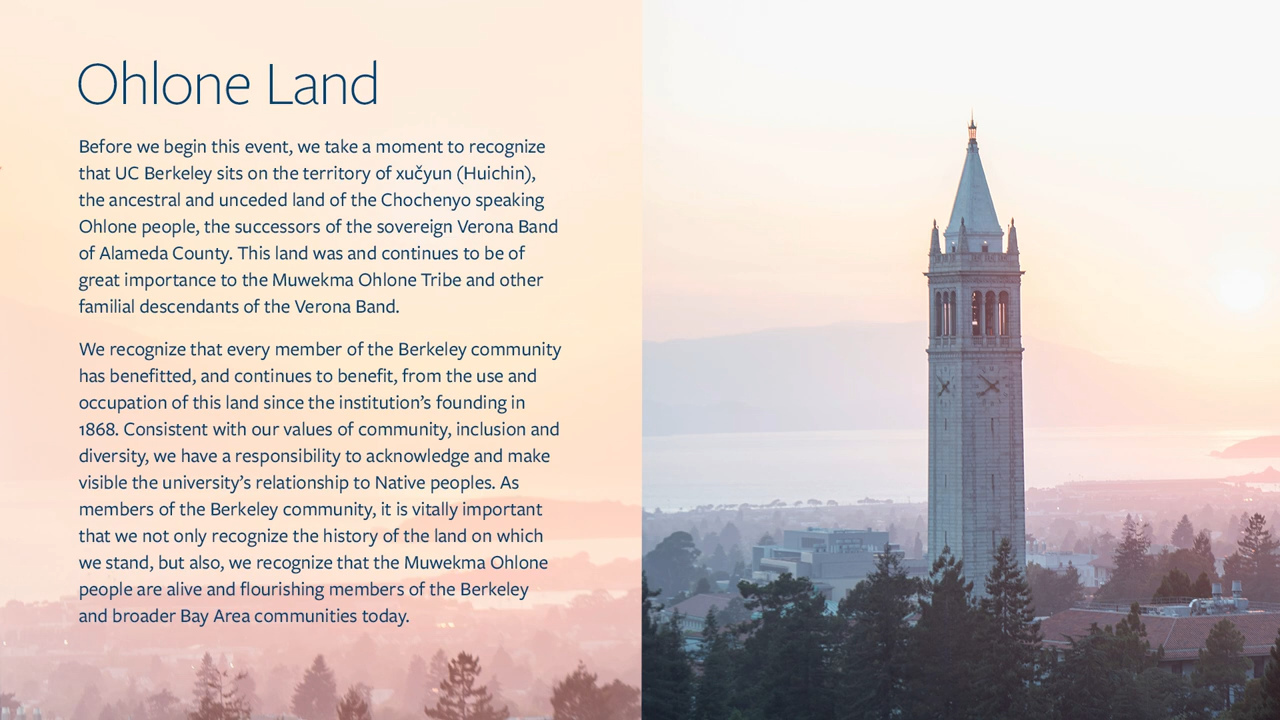 Ohlone Land
Before we begin this event, we take a moment to recognize
that UC Berkeley sits on the territory of xučyun (Huichin),
the ancestral and unceded land of the Chochenyo speaking
Ohlone people, the successors of the sovereign Verona Band
of Alameda County. This land was and continues to be of
great importance to the Muwekma Ohlone Tribe and other
familial descendants of the Verona Band.
We recognize that every member of the Berkeley community
has benefitted, and continues to benefit, from the use and
occupation of this land since the institution’s founding in
1868. Consistent with our values of community, inclusion and
diversity, we have a responsibility to acknowledge and make
visible the university’s relationship to Native peoples. As
members of the Berkeley community, it is vitally important
that we not only recognize the history of the land on which
we stand, but also, we recognize that the Muwekma Ohlone
people are alive and flourishing members of the Berkeley
and broader Bay Area communities today.